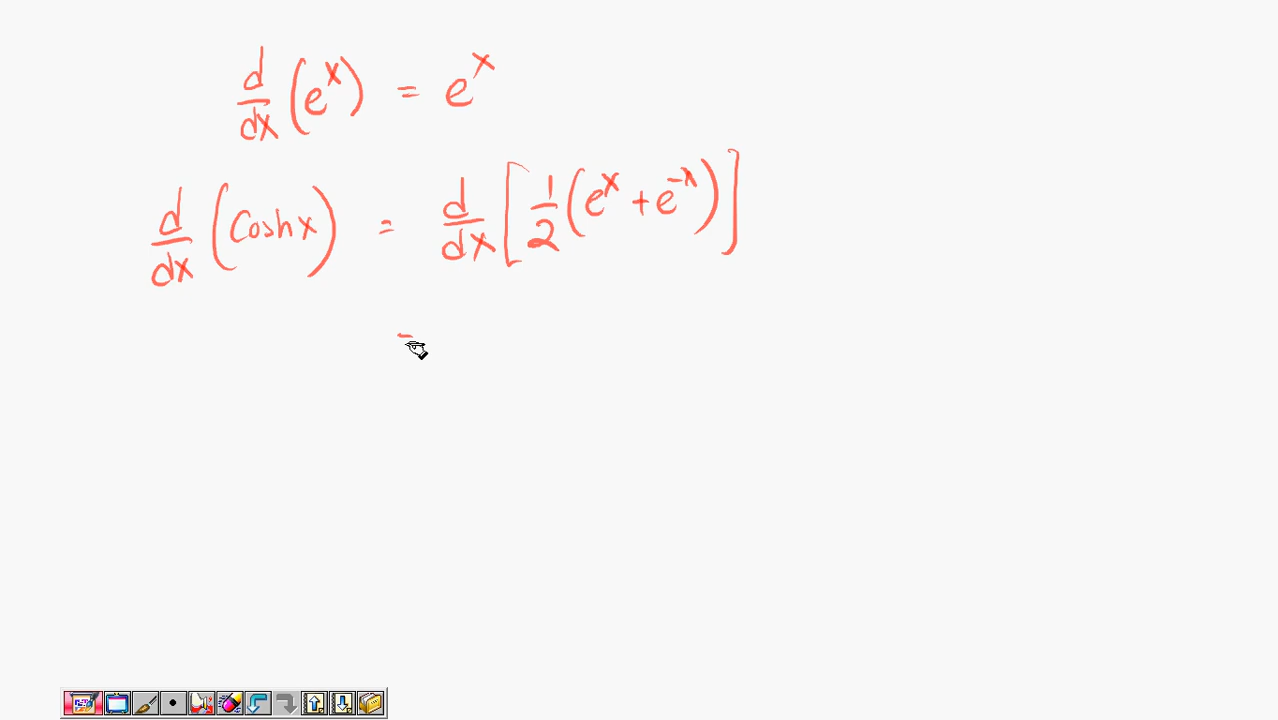 d/dx (e^x) = e^x
d/dx (Cosh x) = d/dx [1/2 (e^x + e^-x)]
=